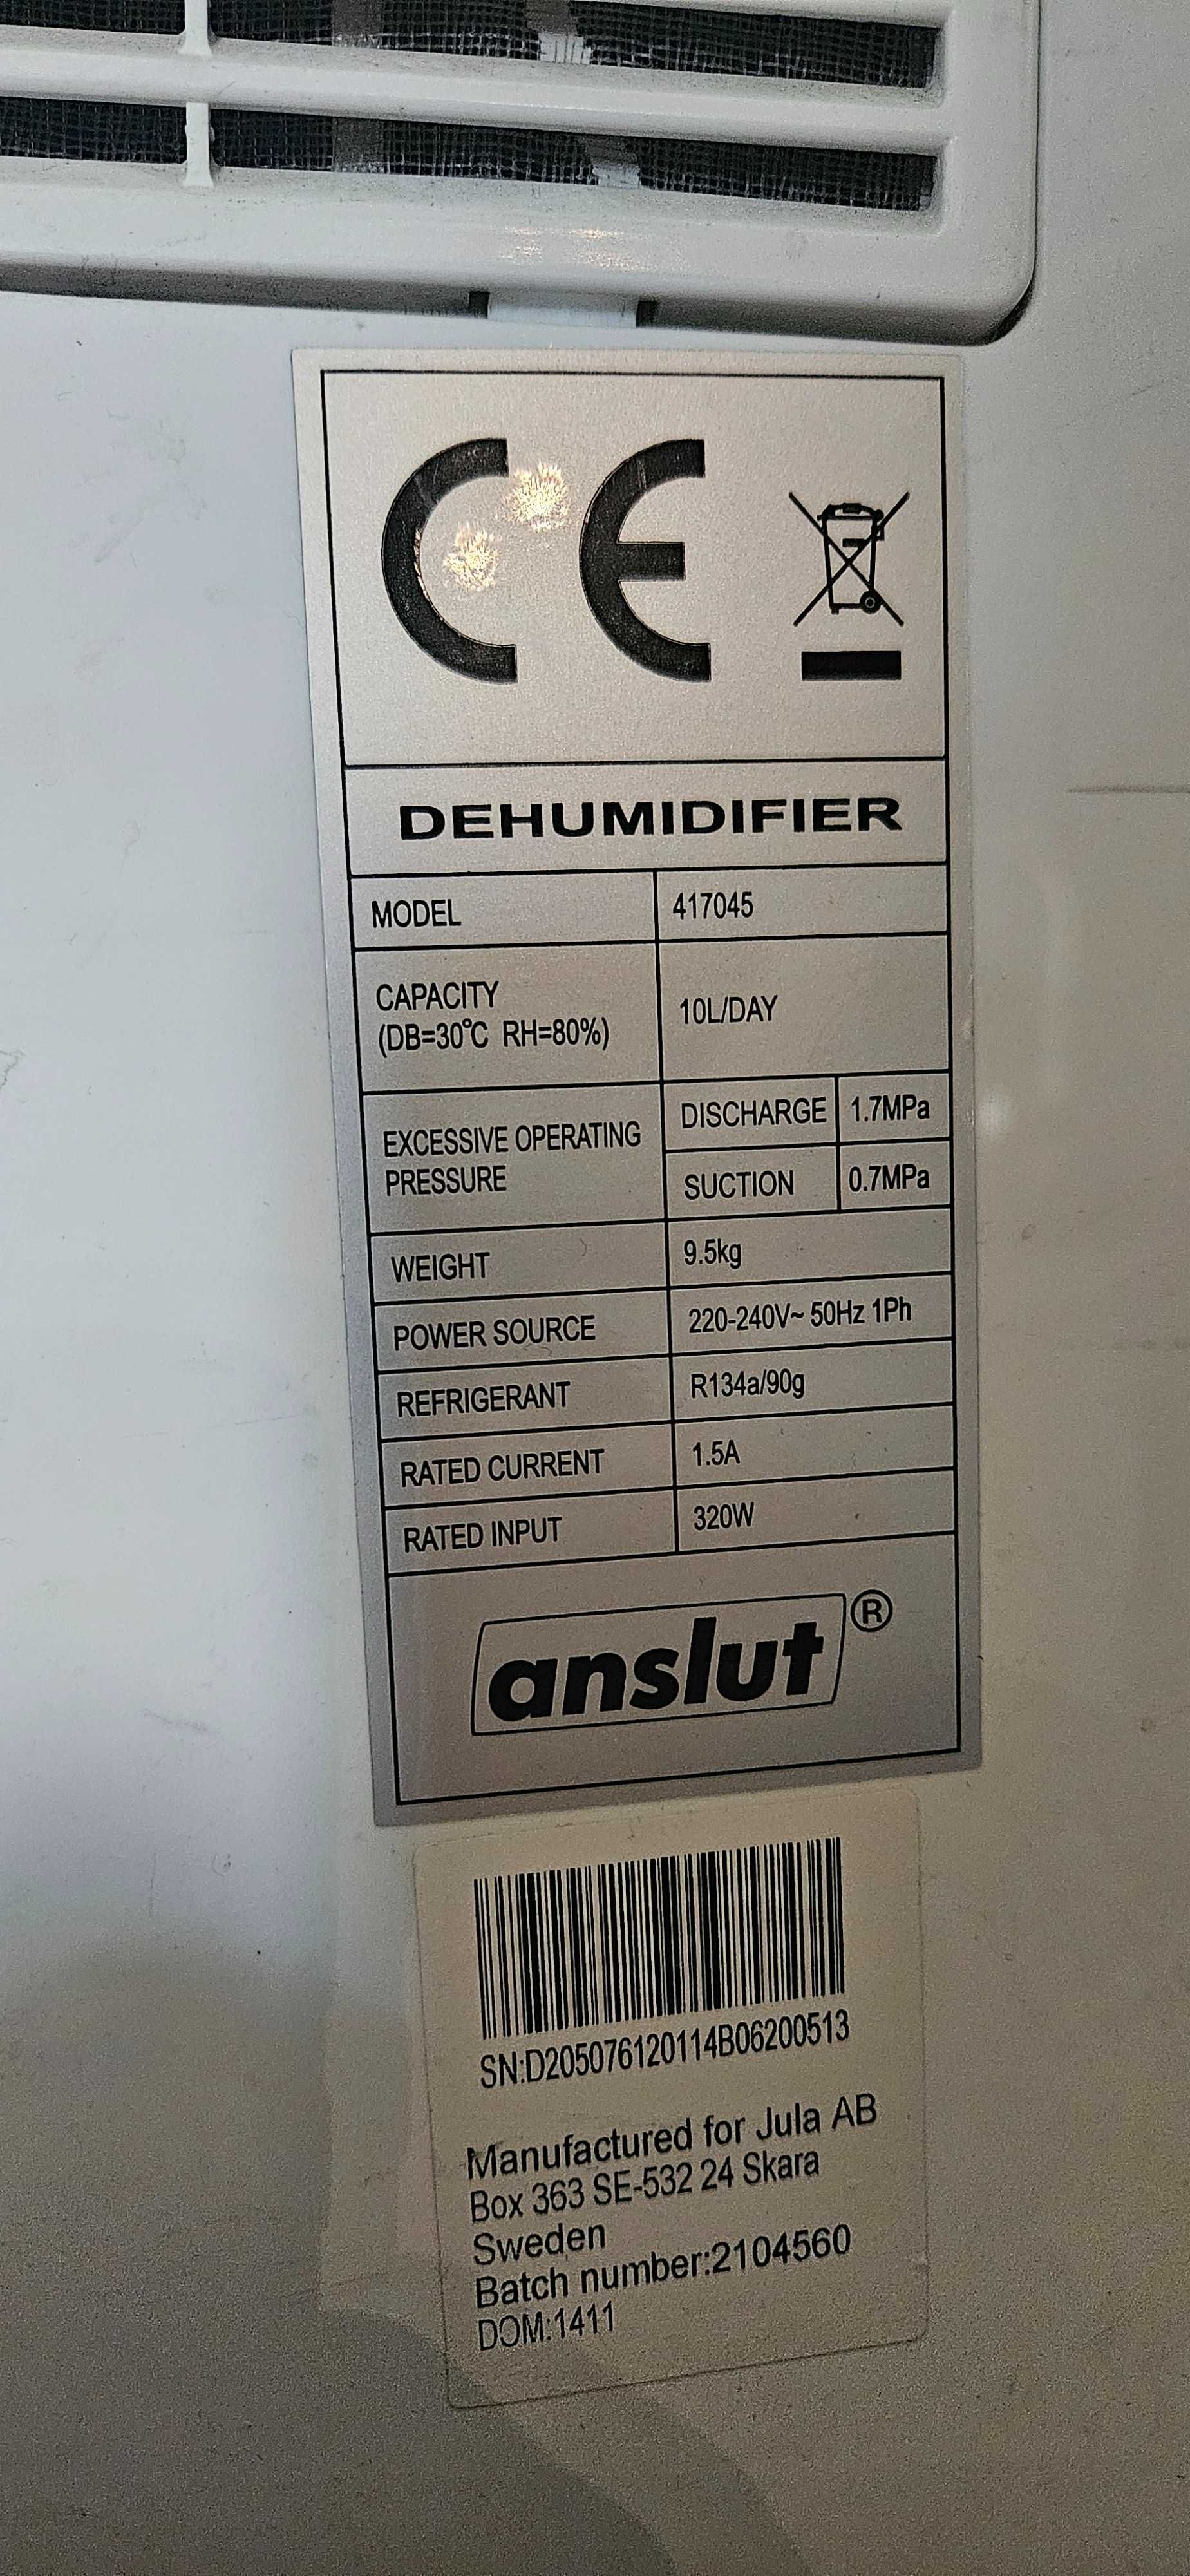 CE
DEHUMIDIFIER
MODEL 417045
CAPACITY
(DB=30℃ RH=80%) 10L/DAY
EXCESSIVE OPERATING
PRESSURE
DISCHARGE 1.7MPa
SUCTION 0.7MPa
WEIGHT 9.5kg
POWER SOURCE 220-240V~ 50Hz 1Ph
REFRIGERANT R134a/90g
RATED CURRENT 1.5A
RATED INPUT 320W
anslut®
SN:D205076120114B06200513
Manufactured for Jula AB
Box 363 SE-532 24 Skara
Sweden
Batch number:2104560
DOM:1411